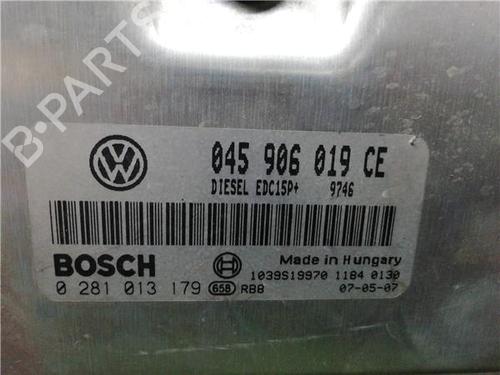 045 906 019 CE
DIESEL EDC15P+ 9746
BOSCH
Made in Hungary
1039S19970 1184 0130
0 281 013 179 658 RBB 07-05-07
B-PARTS